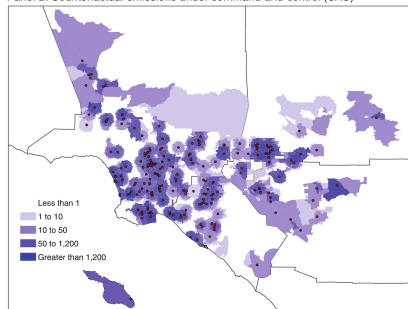 Panel B. Counterfactual emissions under command and control (CAC)
Less than 1
1 to 10
10 to 50
50 to 1,200
Greater than 1,200